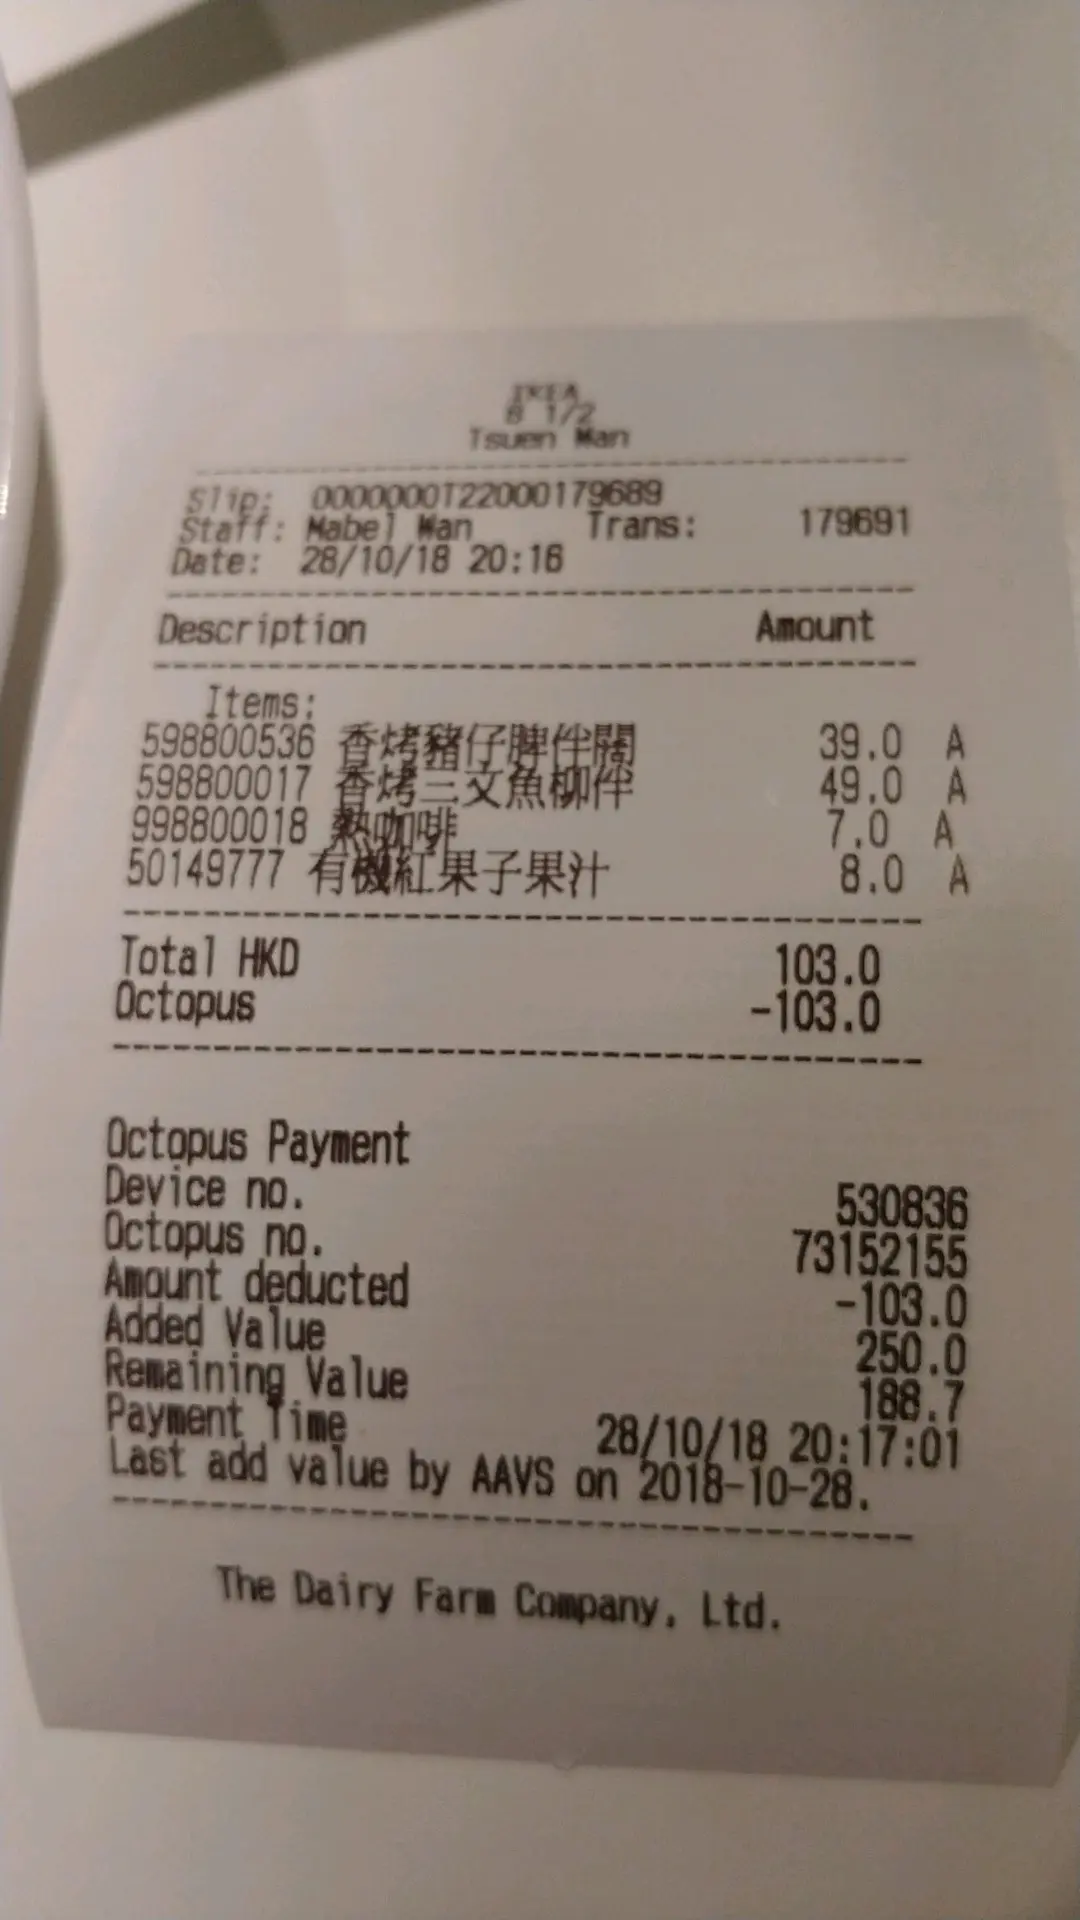 IKEA
8 1/2
Tsuen Wan
Slip: 0000000T22000179689
Staff: Mabel Wan Trans: 179691
Date: 28/10/18 20:16
Description Amount
Items:
598800536 香烤豬仔脾伴闊 39.0 A
598800017 香烤三文魚柳伴 49.0 A
998800018 熱咖啡 7.0 A
50149777 有機紅果子果汁 8.0 A
Total HKD 103.0
Octopus -103.0
Octopus Payment
Device no. 530836
Octopus no. 73152155
Amount deducted -103.0
Added Value 250.0
Remaining Value 188.7
Payment Time 28/10/18 20:17:01
Last add value by AAVS on 2018-10-28.
The Dairy Farm Company, Ltd.